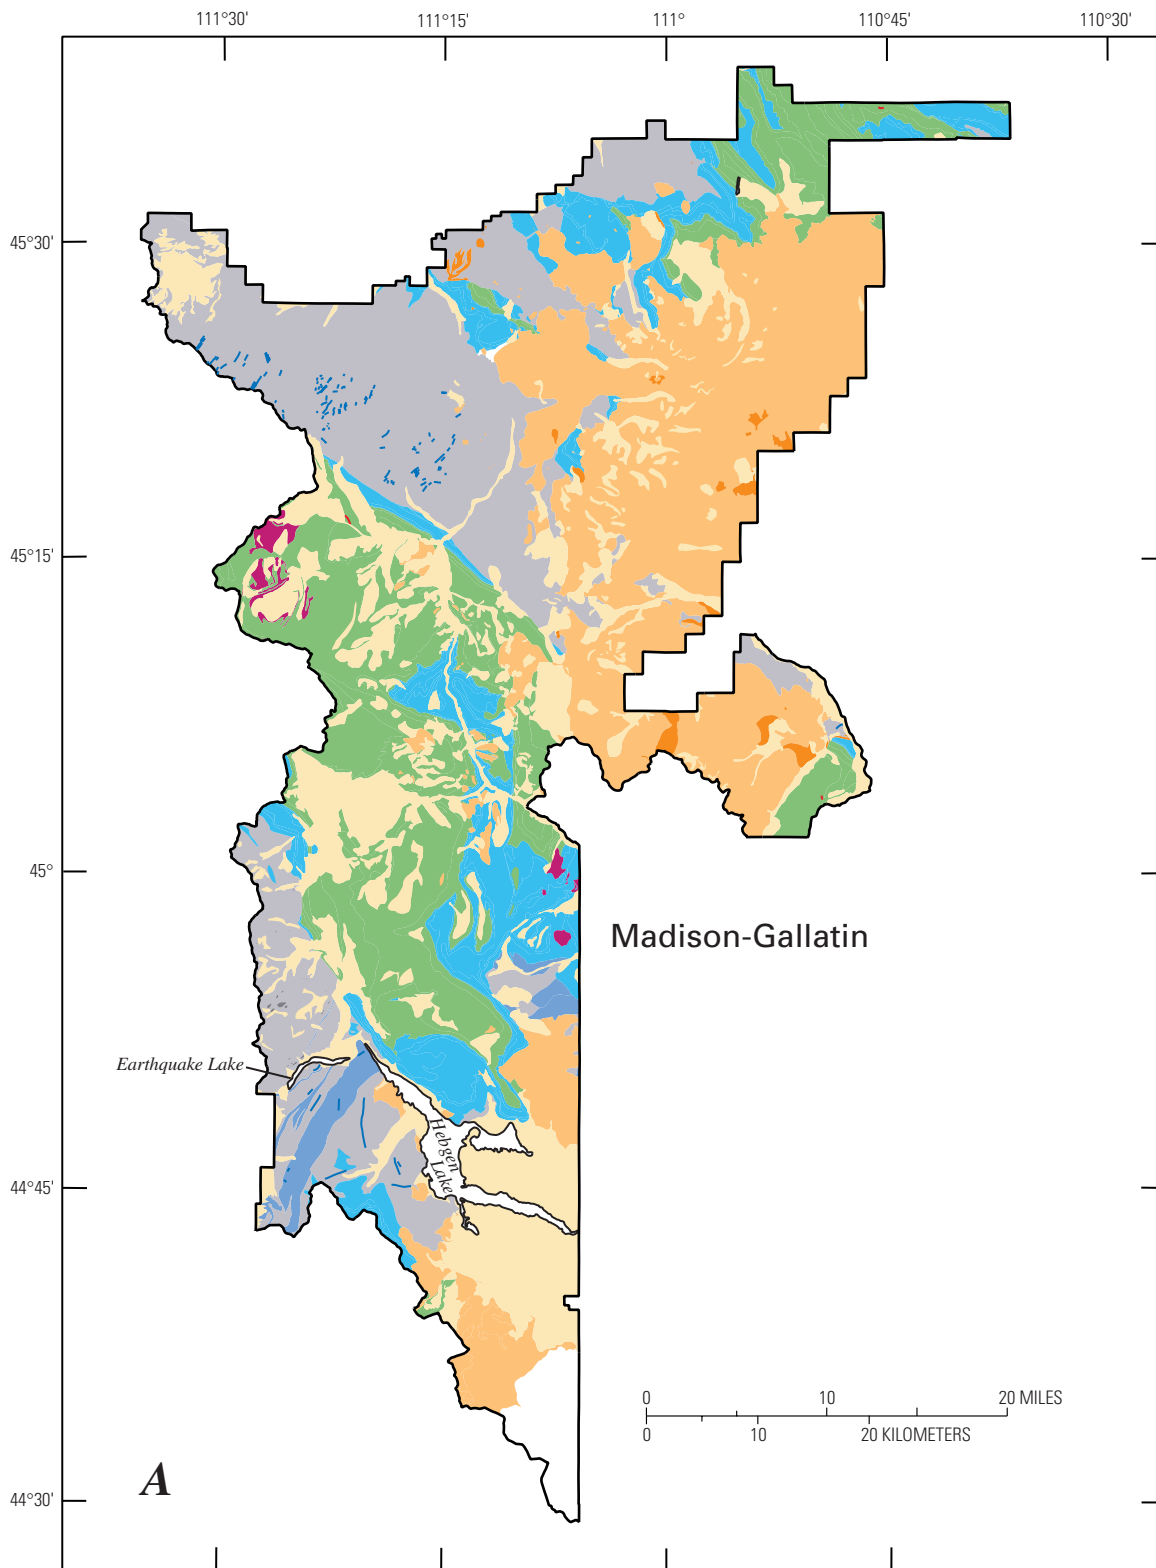 111°30' 111°15' 111° 110°45' 110°30'
45°30'
45°15'
45°
Madison-Gallatin
Earthquake Lake
Hebgen
Lake
44°45'
0 10 20 MILES
0 10 20 KILOMETERS
A
44°30'